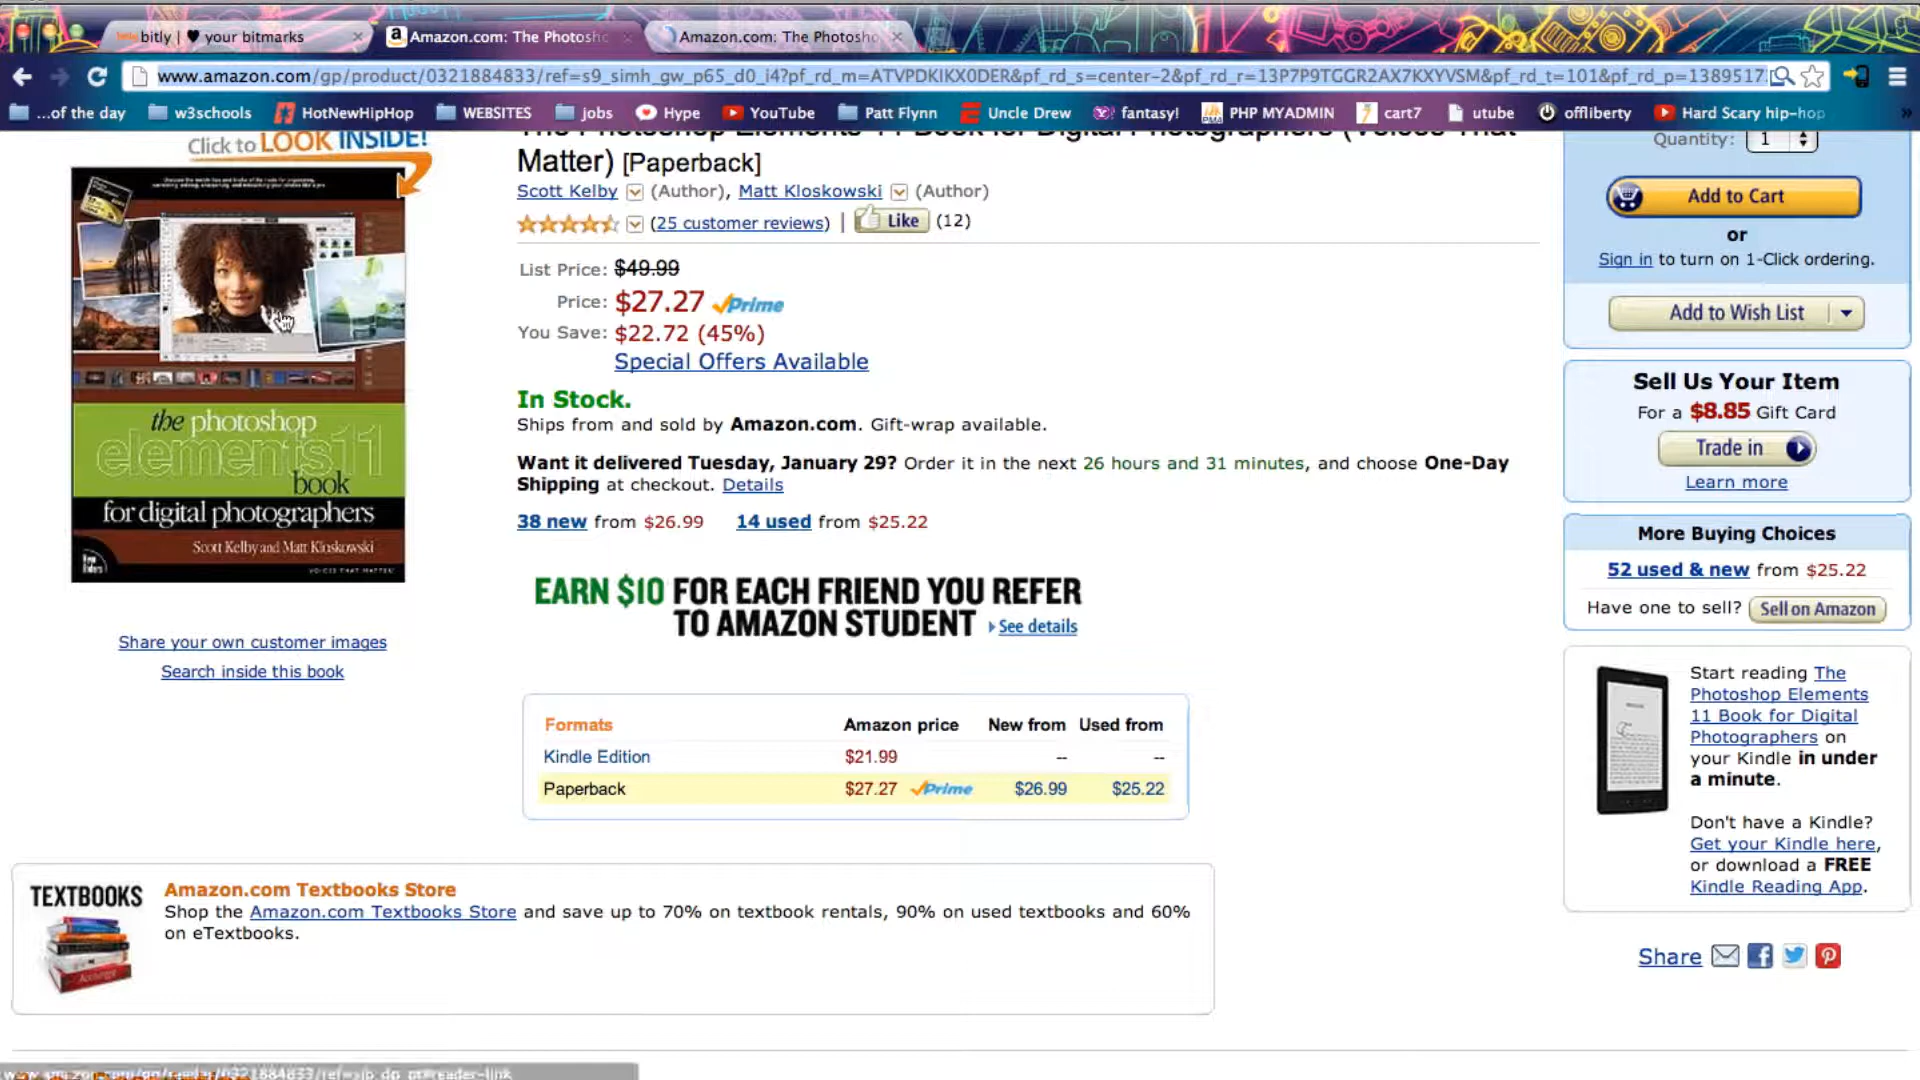 bitly | ♥ your bitmarks
Amazon.com: The Photosho
Amazon.com: The Photosho
www.amazon.com/gp/product/0321884833/ref=s9_simh_gw_p65_d0_i4?pf_rd_m=ATVPDKIKX0DER&pf_rd_s=center-2&pf_rd_r=13P7P9TGGR2AX7KXYVSM&pf_rd_t=101&pf_rd_p=1389517
...of the day w3schools HotNewHipHop WEBSITES jobs Hype YouTube Patt Flynn Uncle Drew fantasy! PHP MYADMIN cart7 utube offliberty Hard Scary hip-hop
Click to LOOK INSIDE!
the photoshop
elements 11
book
for digital photographers
Scott Kelby and Matt Kloskowski
VOICES THAT MATTER
Share your own customer images
Search inside this book
The Photoshop Elements 11 Book for Digital Photographers (Voices That
Matter) [Paperback]
Scott Kelby (Author), Matt Kloskowski (Author)
(25 customer reviews) | Like (12)
List Price: $49.99
Price: $27.27 Prime
You Save: $22.72 (45%)
Special Offers Available
In Stock.
Ships from and sold by Amazon.com. Gift-wrap available.
Want it delivered Tuesday, January 29? Order it in the next 26 hours and 31 minutes, and choose One-Day
Shipping at checkout. Details
38 new from $26.99 14 used from $25.22
EARN $10 FOR EACH FRIEND YOU REFER
TO AMAZON STUDENT See details
Formats Amazon price New from Used from
Kindle Edition $21.99 -- --
Paperback $27.27 Prime $26.99 $25.22
TEXTBOOKS
Amazon.com Textbooks Store
Shop the Amazon.com Textbooks Store and save up to 70% on textbook rentals, 90% on used textbooks and 60%
on eTextbooks.
Quantity: 1
Add to Cart
or
Sign in to turn on 1-Click ordering.
Add to Wish List
Sell Us Your Item
For a $8.85 Gift Card
Trade in
Learn more
More Buying Choices
52 used & new from $25.22
Have one to sell? Sell on Amazon
Start reading The
Photoshop Elements
11 Book for Digital
Photographers on
your Kindle in under
a minute.
Don't have a Kindle?
Get your Kindle here,
or download a FREE
Kindle Reading App.
Share